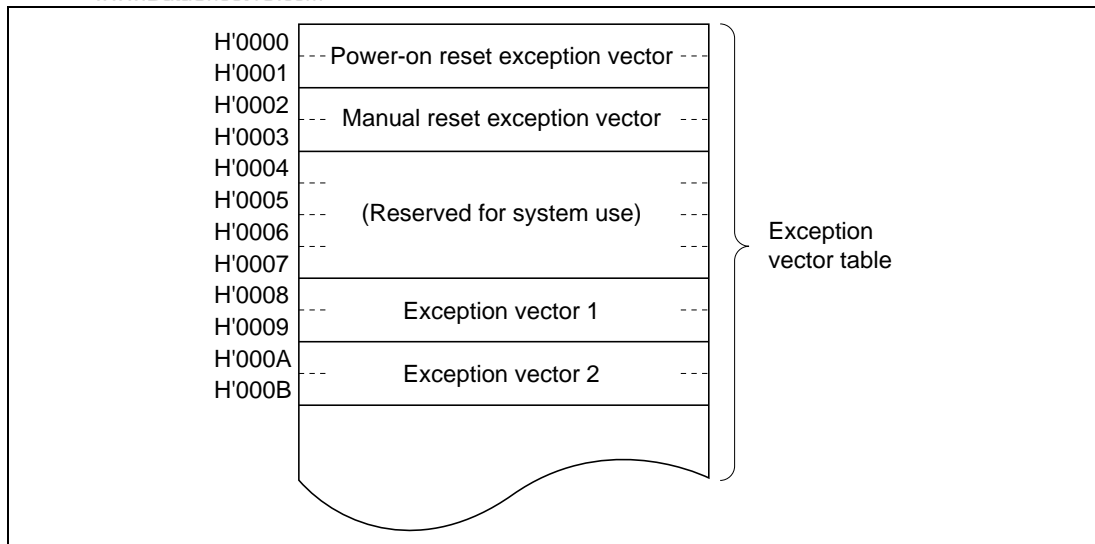 H'0000
Power-on reset exception vector
H'0001
H'0002
Manual reset exception vector
H'0003
H'0004
H'0005
(Reserved for system use)
H'0006
H'0007
Exception
vector table
H'0008
Exception vector 1
H'0009
H'000A
Exception vector 2
H'000B